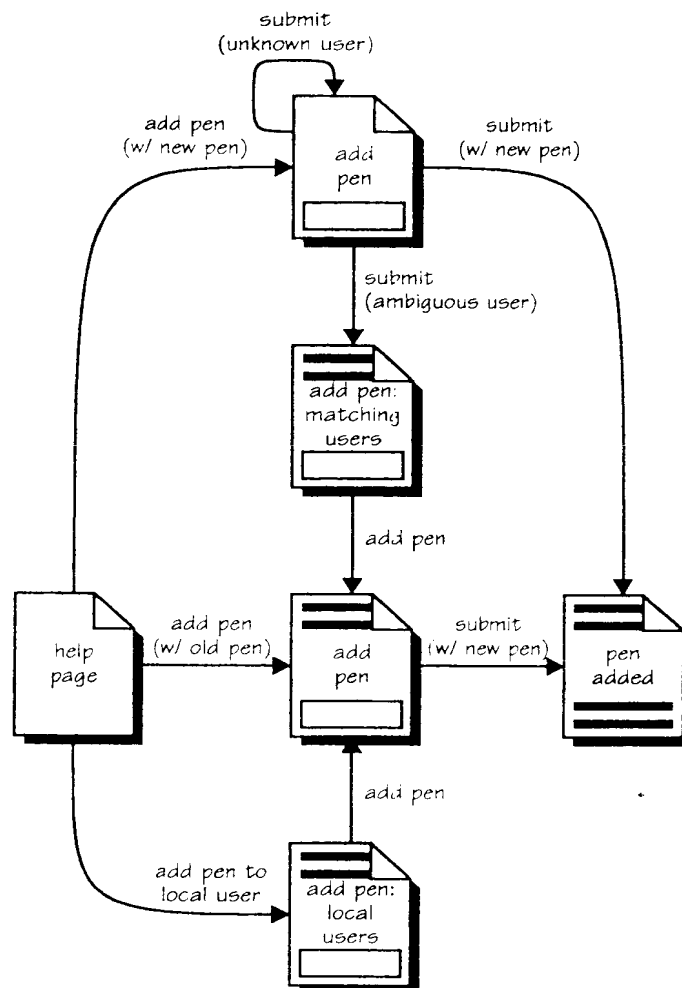 submit
(unknown user)
add pen
(w/ new pen)
submit
(w/ new pen)
add
pen
submit
(ambiguous user)
add pen:
matching
users
add pen
help
page
add pen
(w/ old pen)
add
pen
submit
(w/ new pen)
pen
added
add pen
add pen to
local user
add pen:
local
users